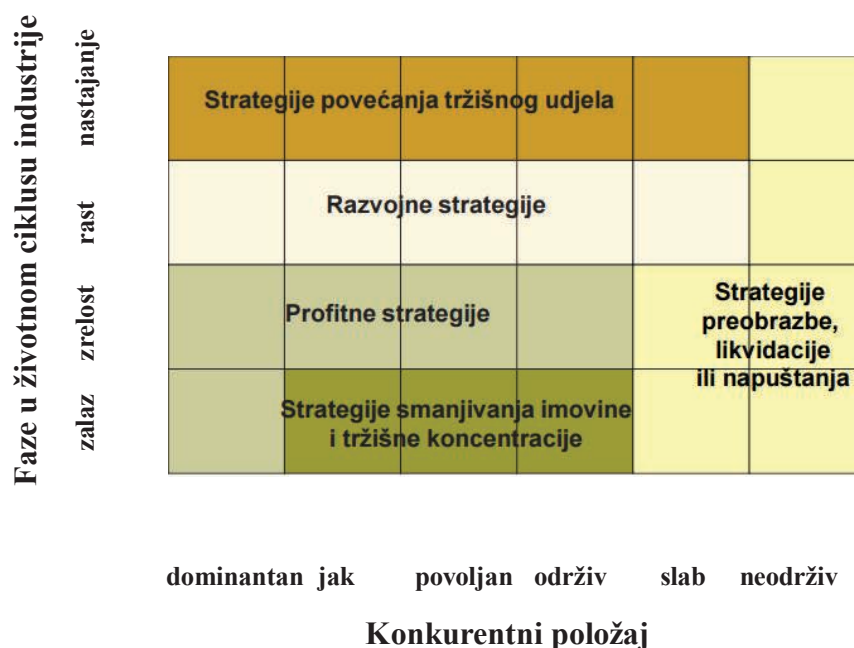 Faze u životnom ciklusu industrije
nastajanje
rast
zrelost
zalaz
Strategije povećanja tržišnog udjela
Razvojne strategije
Profitne strategije
Strategije
preobrazbe,
likvidacije
ili napuštanja
Strategije smanjivanja imovine
i tržišne koncentracije
dominantan jak povoljan održiv slab neodrživ
Konkurentni položaj